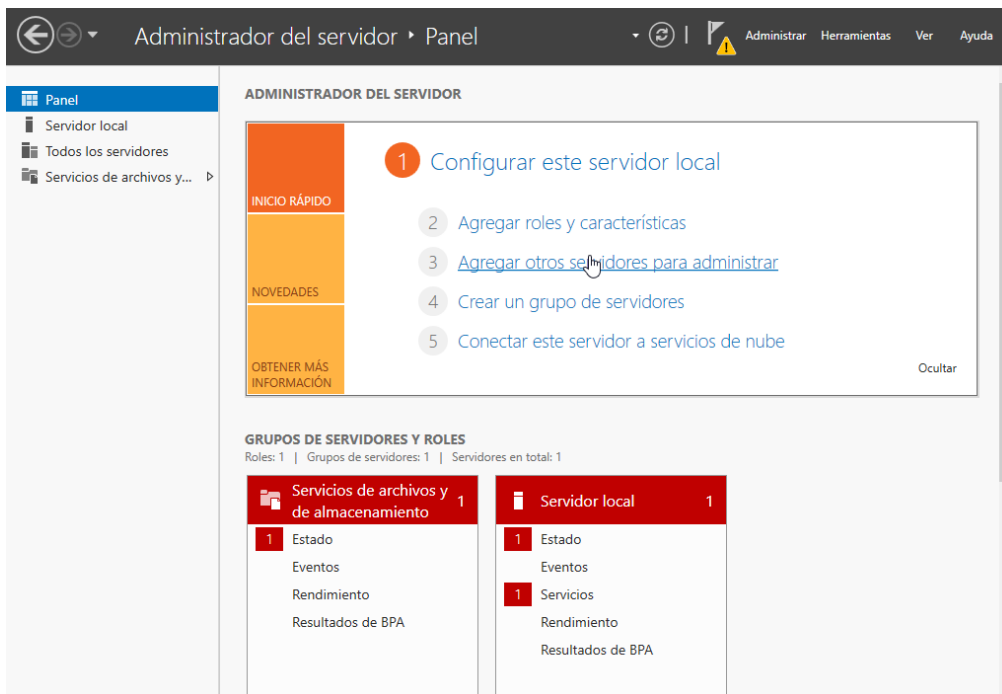 Administrador del servidor ‣ Panel
Administrar Herramientas Ver Ayuda
Panel
Servidor local
Todos los servidores
Servicios de archivos y...
ADMINISTRADOR DEL SERVIDOR
INICIO RÁPIDO
NOVEDADES
OBTENER MÁS
INFORMACIÓN
1 Configurar este servidor local
2 Agregar roles y características
3 Agregar otros servidores para administrar
4 Crear un grupo de servidores
5 Conectar este servidor a servicios de nube
Ocultar
GRUPOS DE SERVIDORES Y ROLES
Roles: 1 | Grupos de servidores: 1 | Servidores en total: 1
Servicios de archivos y
de almacenamiento 1
1 Estado
Eventos
Rendimiento
Resultados de BPA
Servidor local 1
1 Estado
Eventos
1 Servicios
Rendimiento
Resultados de BPA